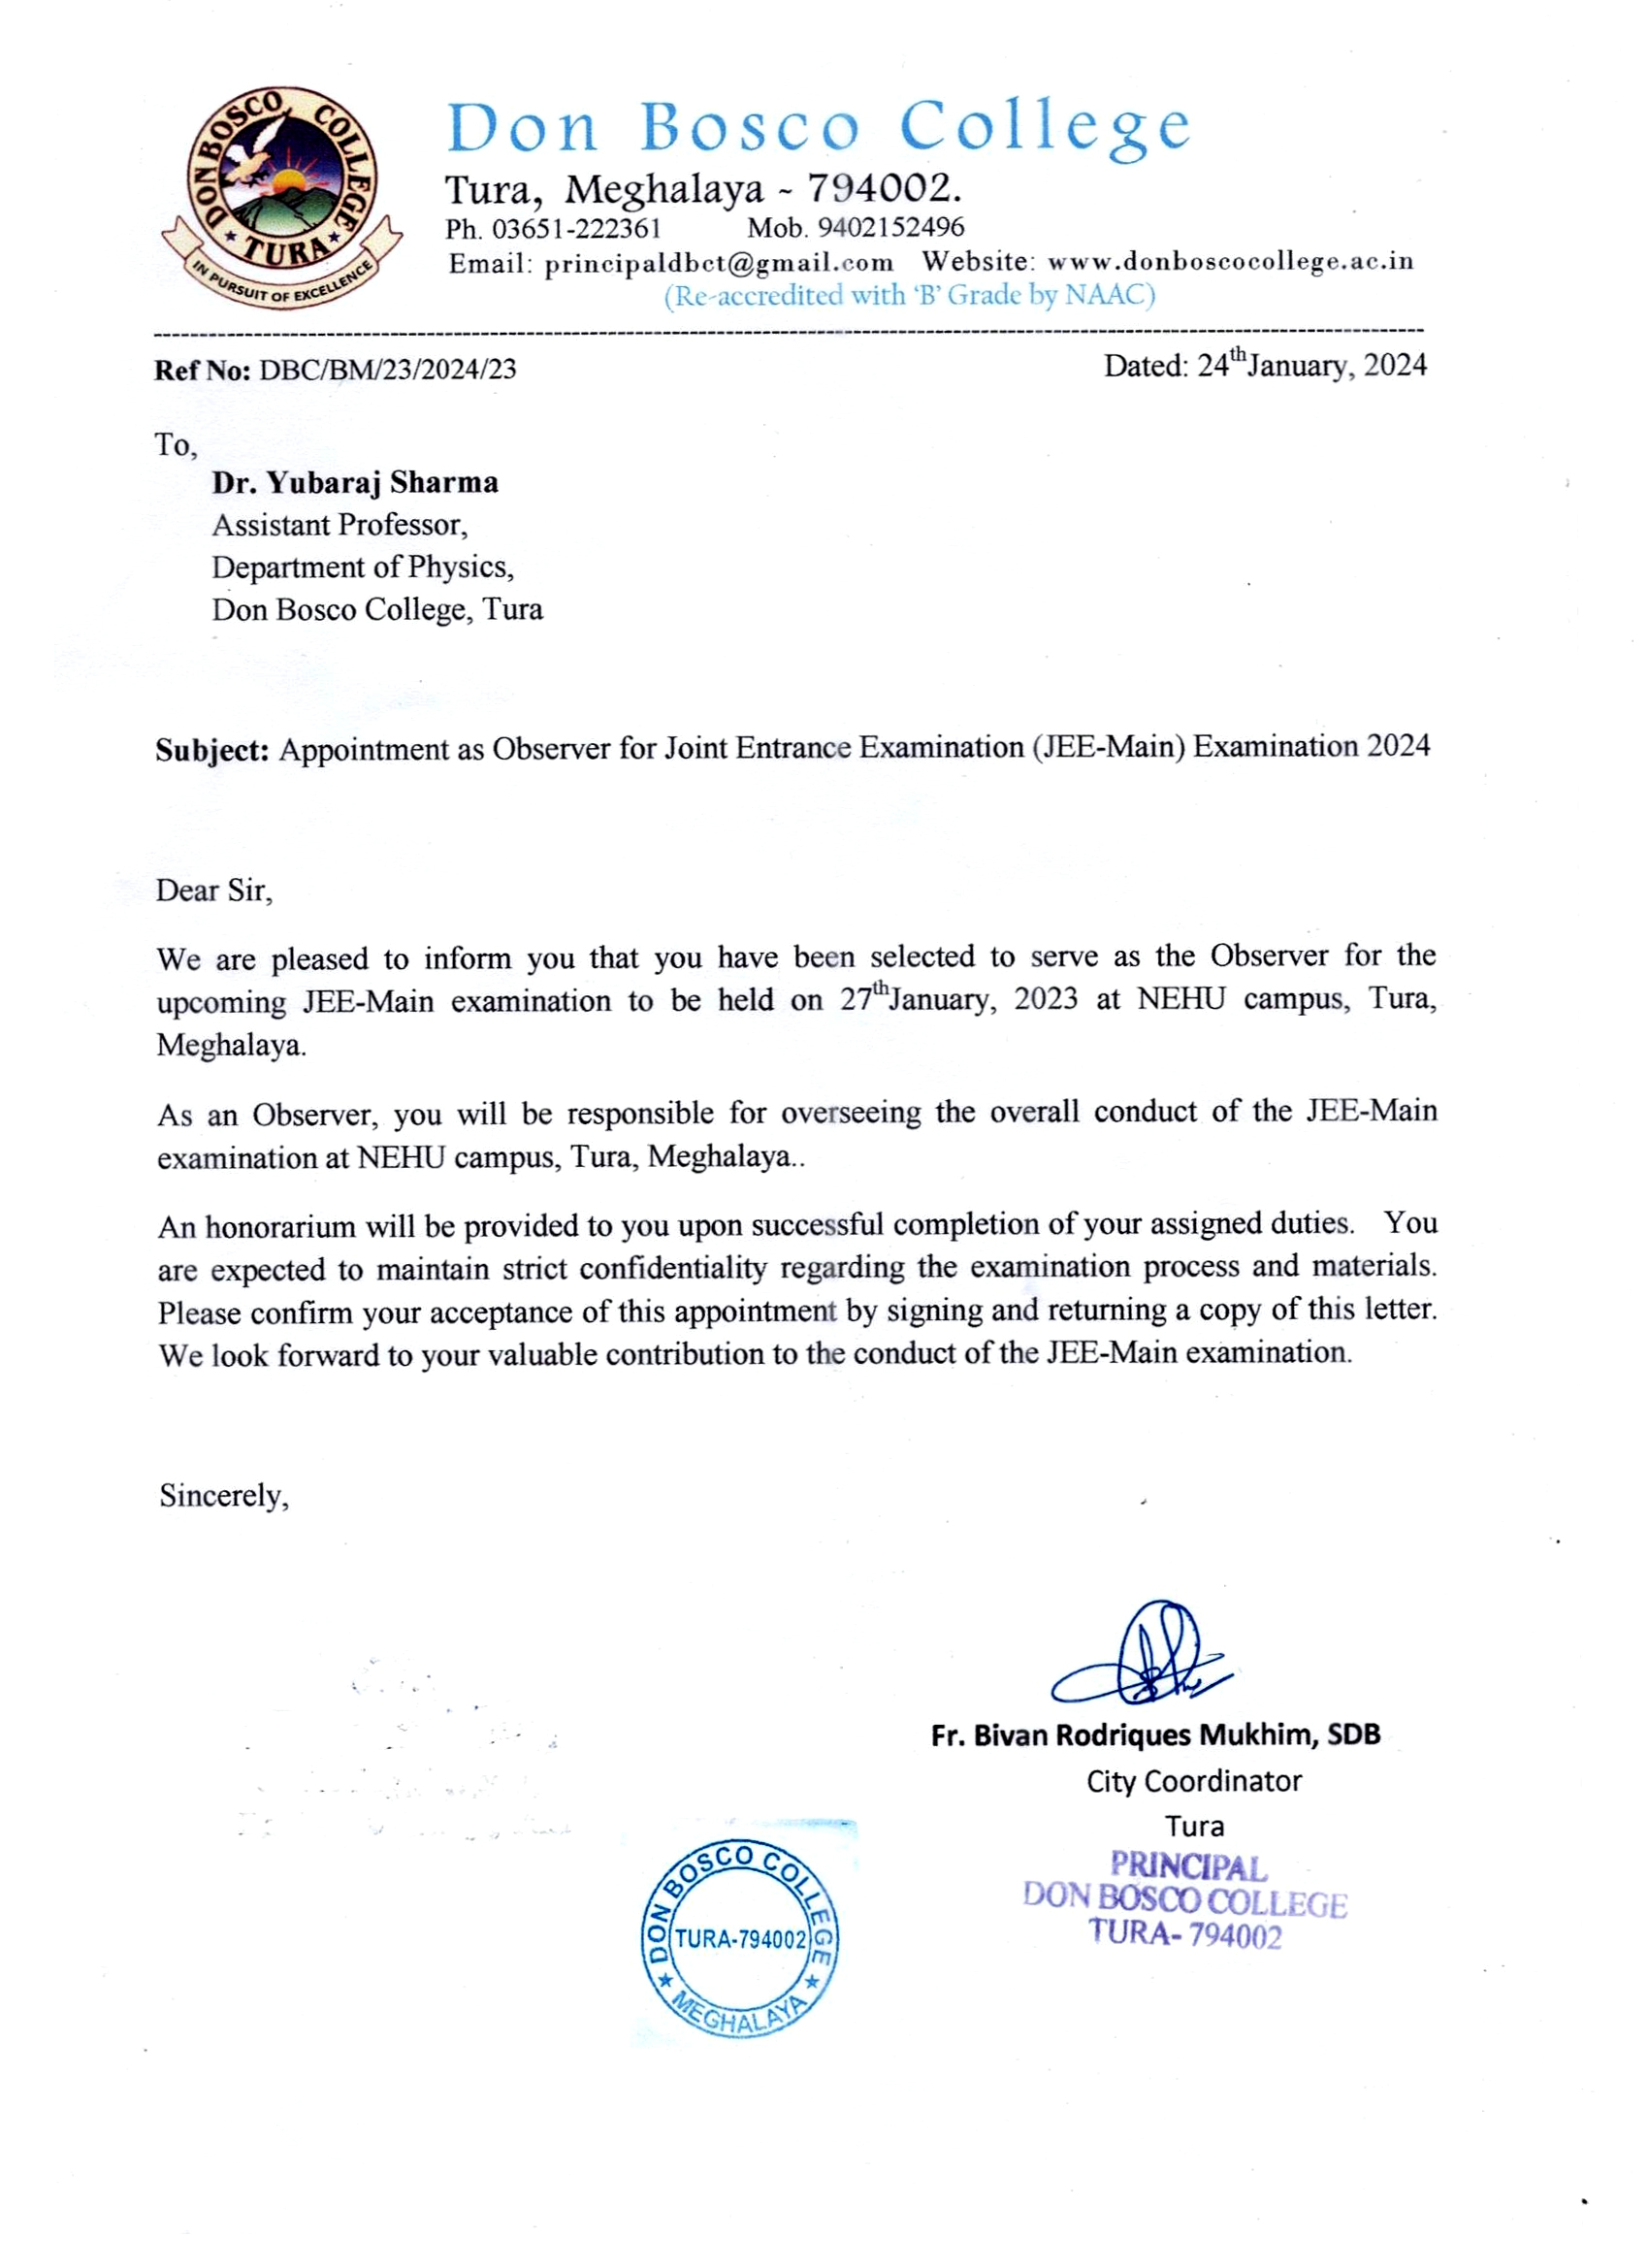 DON BOSCO COLLEGE
TURA
IN PURSUIT OF EXCELLENCE
Don Bosco College
Tura, Meghalaya ~ 794002.
Ph. 03651-222361 Mob. 9402152496
Email: principaldbct@gmail.com Website: www.donboscocollege.ac.in
(Re-accredited with ‘B’ Grade by NAAC)
Ref No: DBC/BM/23/2024/23 Dated: 24th January, 2024
To,
Dr. Yubaraj Sharma
Assistant Professor,
Department of Physics,
Don Bosco College, Tura
Subject: Appointment as Observer for Joint Entrance Examination (JEE-Main) Examination 2024
Dear Sir,
We are pleased to inform you that you have been selected to serve as the Observer for the
upcoming JEE-Main examination to be held on 27th January, 2023 at NEHU campus, Tura,
Meghalaya.
As an Observer, you will be responsible for overseeing the overall conduct of the JEE-Main
examination at NEHU campus, Tura, Meghalaya..
An honorarium will be provided to you upon successful completion of your assigned duties. You
are expected to maintain strict confidentiality regarding the examination process and materials.
Please confirm your acceptance of this appointment by signing and returning a copy of this letter.
We look forward to your valuable contribution to the conduct of the JEE-Main examination.
Sincerely,
Fr. Bivan Rodriques Mukhim, SDB
City Coordinator
Tura
PRINCIPAL
DON BOSCO COLLEGE
TURA- 794002
DON BOSCO COLLEGE
TURA-794002
MEGHALAYA